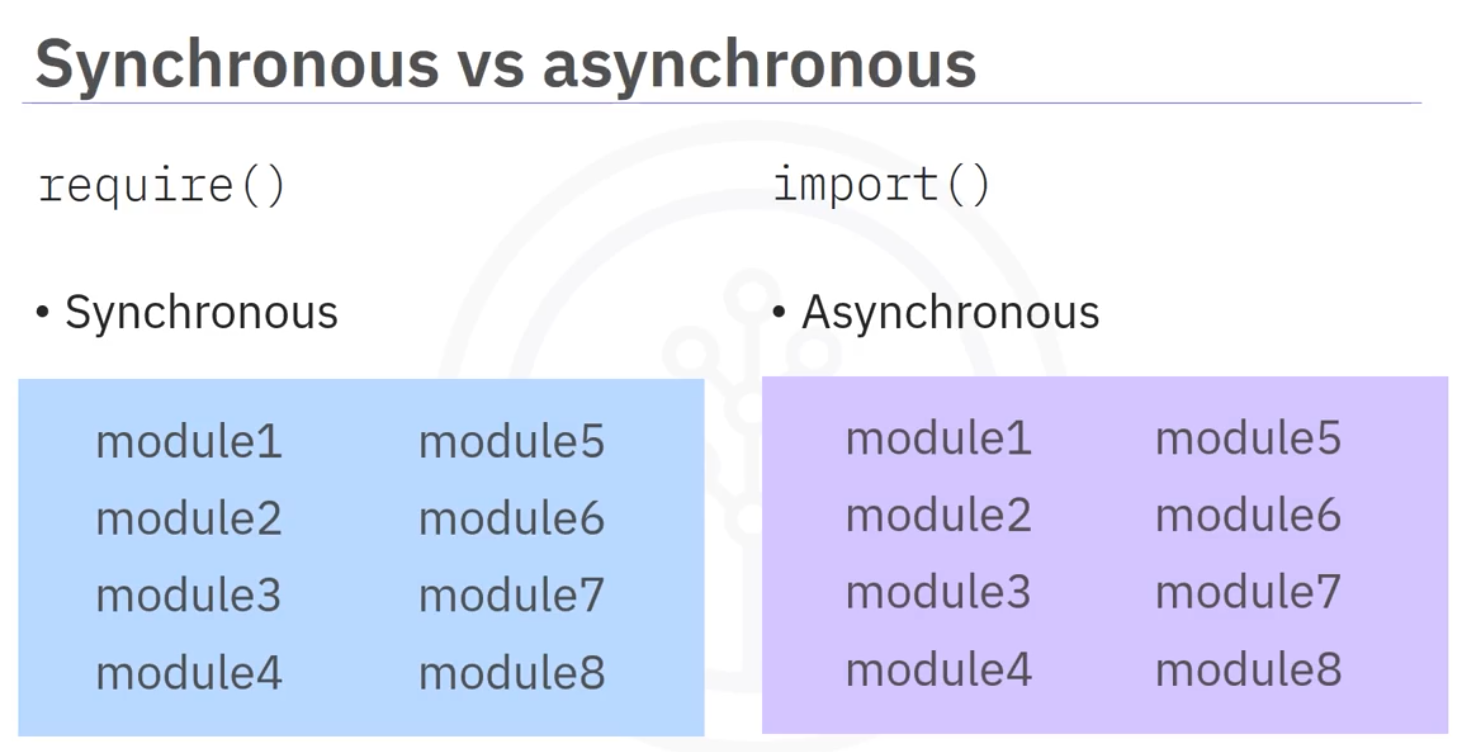 Synchronous vs asynchronous
require()
• Synchronous
module1 module5
module2 module6
module3 module7
module4 module8
import()
• Asynchronous
module1 module5
module2 module6
module3 module7
module4 module8